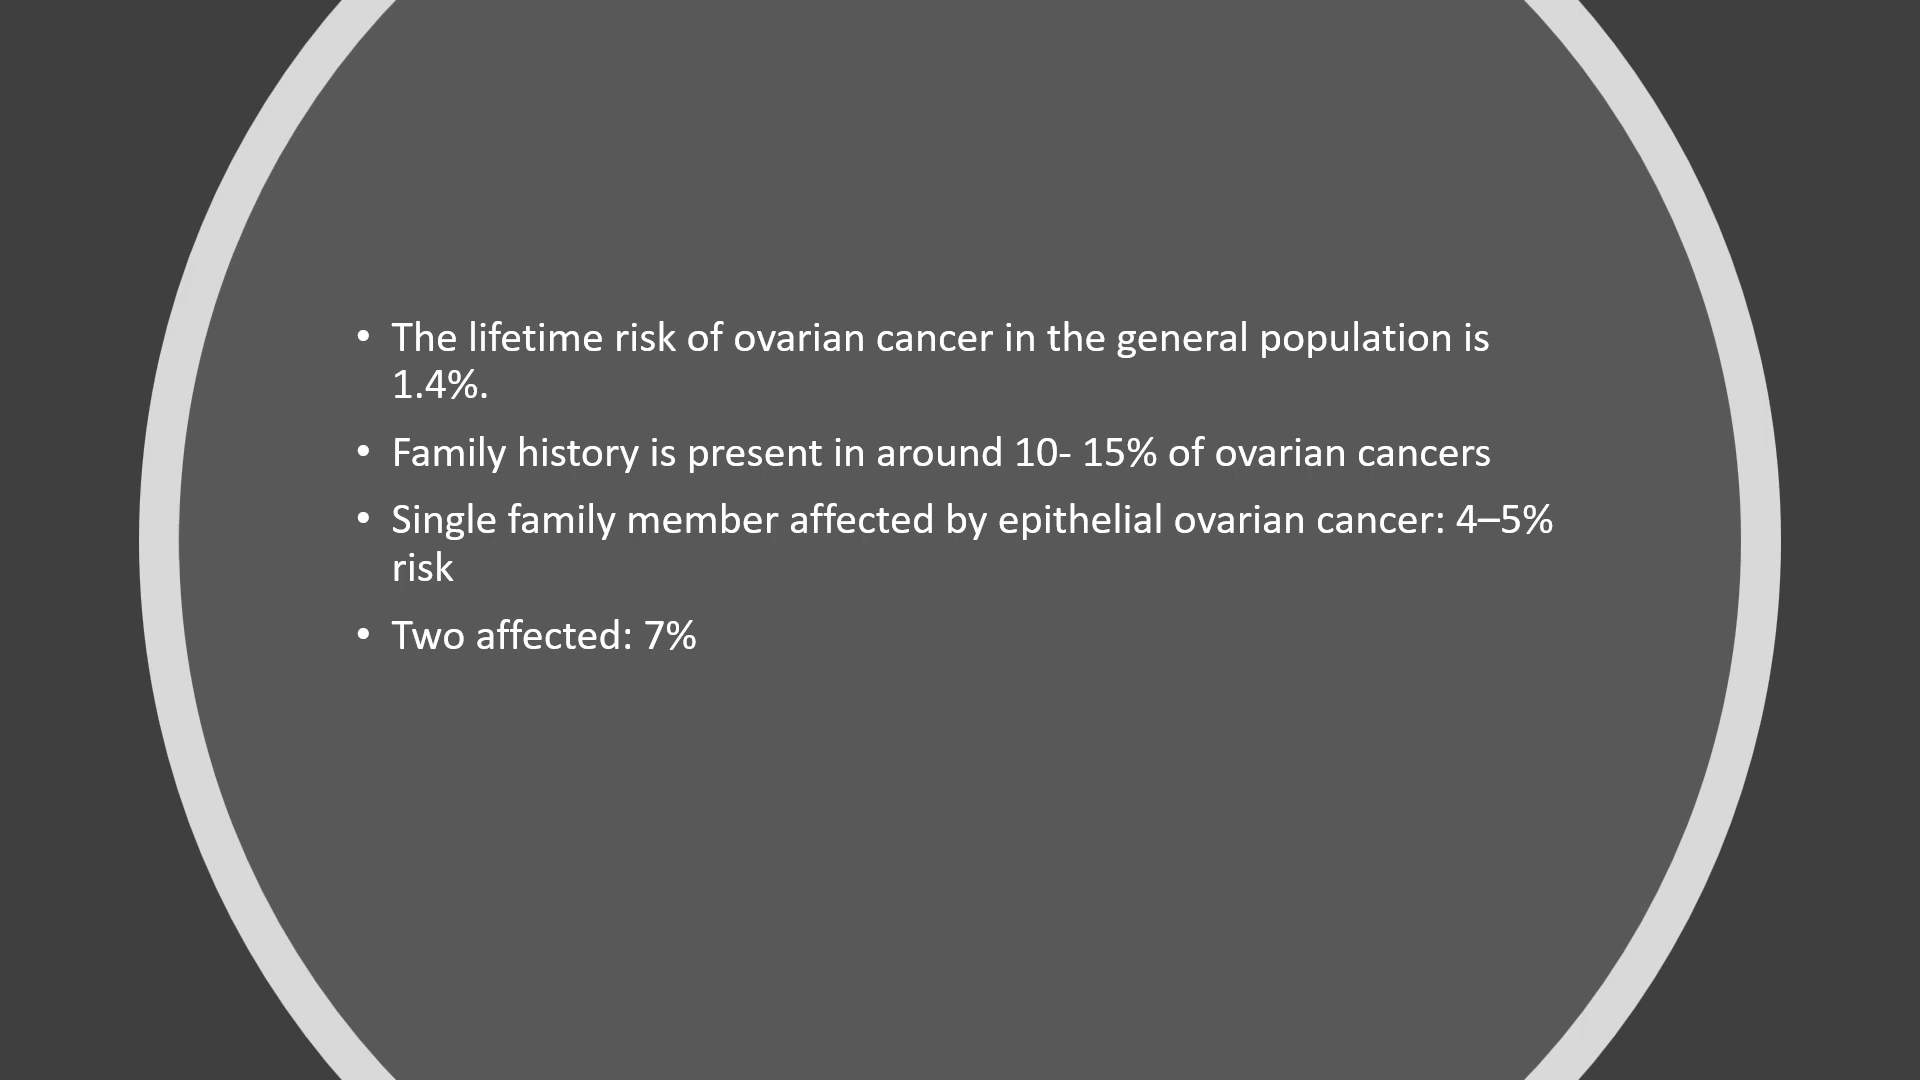 • The lifetime risk of ovarian cancer in the general population is
1.4%.
• Family history is present in around 10- 15% of ovarian cancers
• Single family member affected by epithelial ovarian cancer: 4–5%
risk
• Two affected: 7%